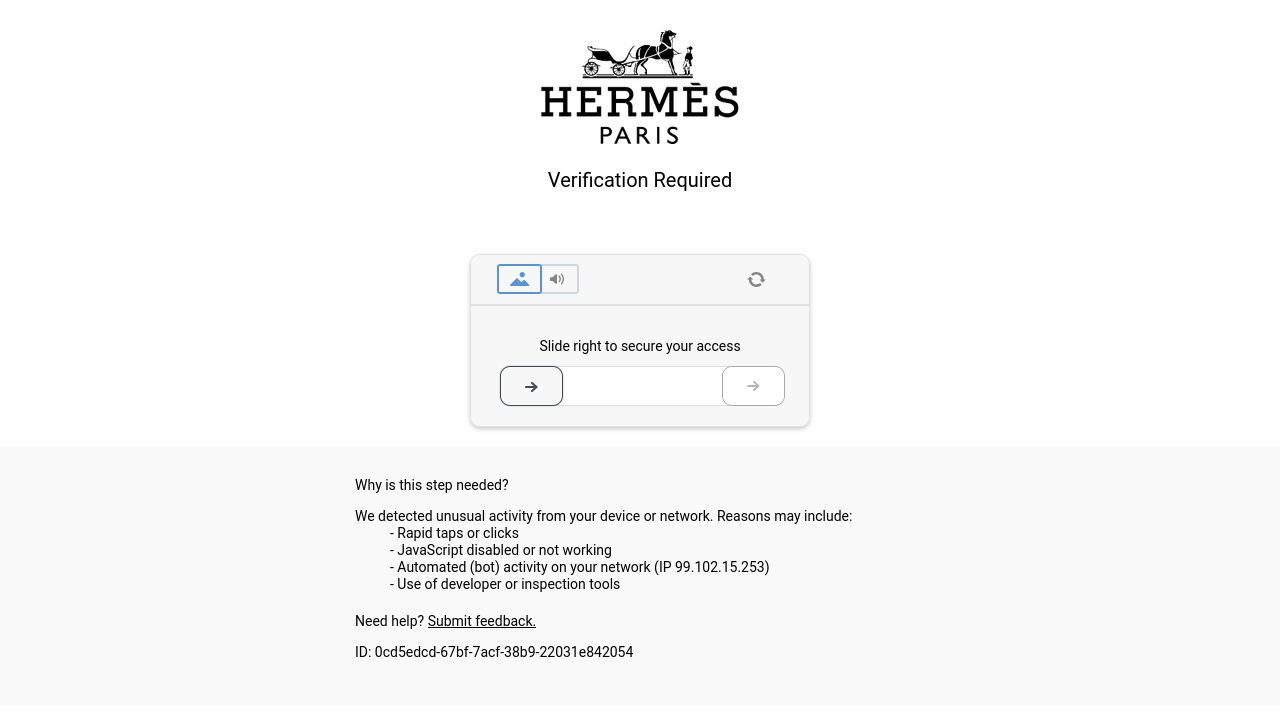 HERMÈS
PARIS
Verification Required
Slide right to secure your access
Why is this step needed?
We detected unusual activity from your device or network. Reasons may include:
- Rapid taps or clicks
- JavaScript disabled or not working
- Automated (bot) activity on your network (IP 99.102.15.253)
- Use of developer or inspection tools
Need help? Submit feedback.
ID: 0cd5edcd-67bf-7acf-38b9-22031e842054